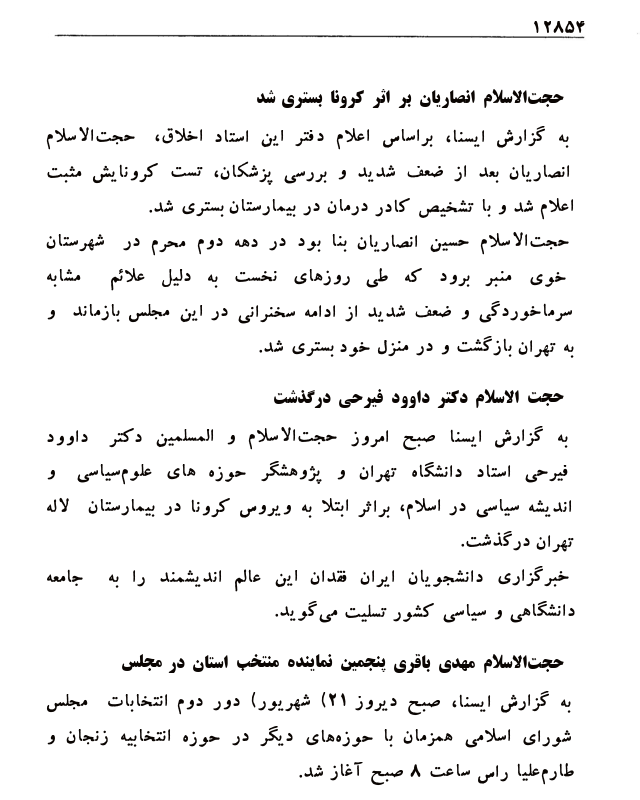 ۱۲۸۵۴
حجت‌الاسلام انصاریان بر اثر کرونا بستری شد
به گزارش ایسنا، براساس اعلام دفتر این استاد اخلاق، حجت‌الاسلام
انصاریان بعد از ضعف شدید و بررسی پزشکان، تست کرونایش مثبت
اعلام شد و با تشخیص کادر درمان در بیمارستان بستری شد.
حجت‌الاسلام حسین انصاریان بنا بود در دهه دوم محرم در شهرستان
خوی منبر برود که طی روزهای نخست به دلیل علائم مشابه
سرماخوردگی و ضعف شدید از ادامه سخنرانی در این مجلس بازماند و
به تهران بازگشت و در منزل خود بستری شد.
حجت الاسلام دکتر داوود فیرحی درگذشت
به گزارش ایسنا صبح امروز حجت‌الاسلام و المسلمین دکتر داوود
فیرحی استاد دانشگاه تهران و پژوهشگر حوزه های علوم‌سیاسی و
اندیشه سیاسی در اسلام، براثر ابتلا به ویروس کرونا در بیمارستان لاله
تهران درگذشت.
خبرگزاری دانشجویان ایران فقدان این عالم اندیشمند را به جامعه
دانشگاهی و سیاسی کشور تسلیت می‌گوید.
حجت‌الاسلام مهدی باقری پنجمین نماینده منتخب استان در مجلس
به گزارش ایسنا، صبح دیروز ۲۱) شهریور) دور دوم انتخابات مجلس
شورای اسلامی همزمان با حوزه‌های دیگر در حوزه انتخابیه زنجان و
طارم‌علیا راس ساعت ۸ صبح آغاز شد.